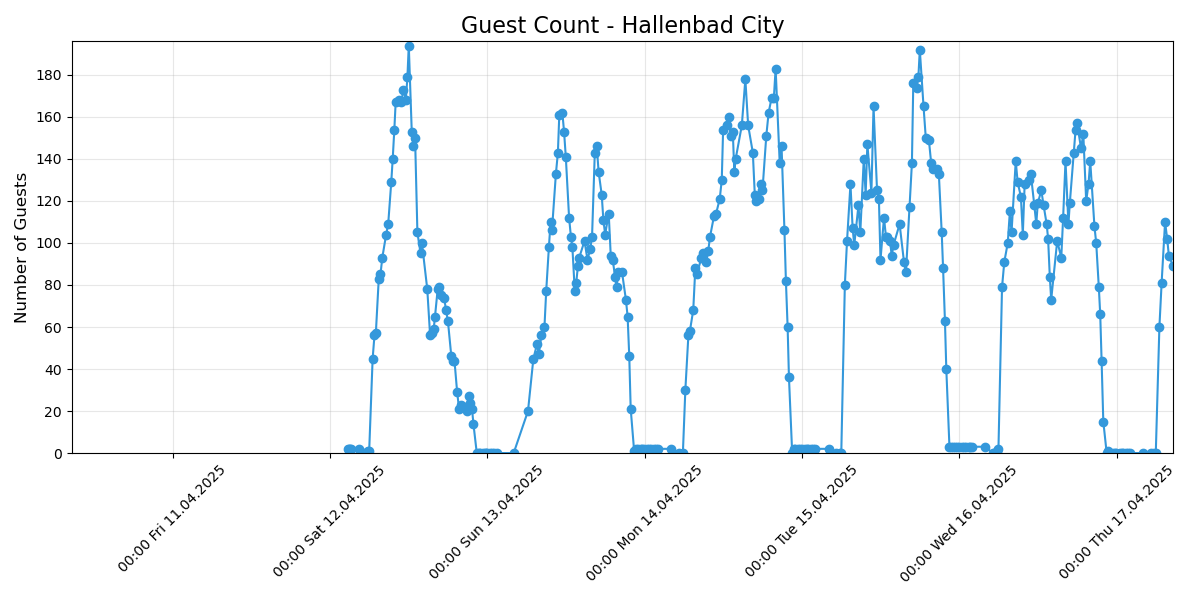 Guest Count - Hallenbad City
Number of Guests
180
160
140
120
100
80
60
40
20
0
00:00 Fri 11.04.2025
00:00 Sat 12.04.2025
00:00 Sun 13.04.2025
00:00 Mon 14.04.2025
00:00 Tue 15.04.2025
00:00 Wed 16.04.2025
00:00 Thu 17.04.2025